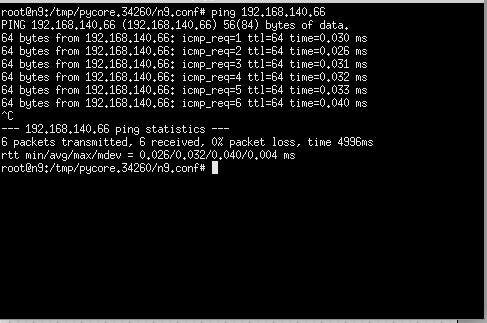 root@n9:/tmp/pycore.34260/n9.conf# ping 192.168.140.66
PING 192.168.140.66 (192.168.140.66) 56(84) bytes of data.
64 bytes from 192.168.140.66: icmp_req=1 ttl=64 time=0.030 ms
64 bytes from 192.168.140.66: icmp_req=2 ttl=64 time=0.026 ms
64 bytes from 192.168.140.66: icmp_req=3 ttl=64 time=0.031 ms
64 bytes from 192.168.140.66: icmp_req=4 ttl=64 time=0.032 ms
64 bytes from 192.168.140.66: icmp_req=5 ttl=64 time=0.033 ms
64 bytes from 192.168.140.66: icmp_req=6 ttl=64 time=0.040 ms
^C
--- 192.168.140.66 ping statistics ---
6 packets transmitted, 6 received, 0% packet loss, time 4996ms
rtt min/avg/max/mdev = 0.026/0.032/0.040/0.004 ms
root@n9:/tmp/pycore.34260/n9.conf#